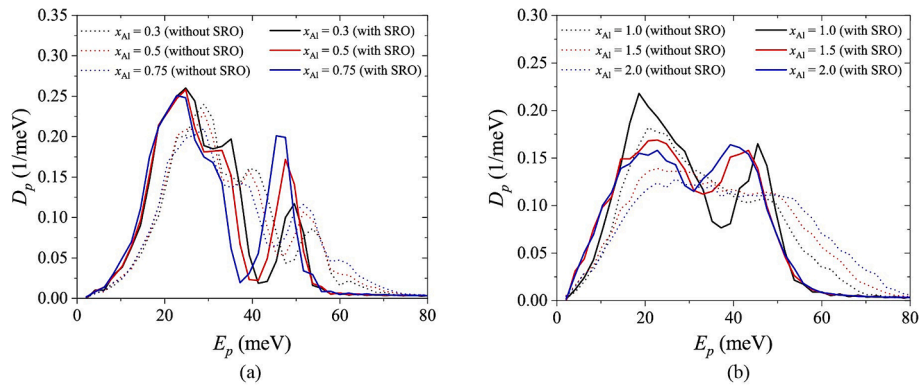 x_Al = 0.3 (without SRO) x_Al = 0.3 (with SRO)
x_Al = 0.5 (without SRO) x_Al = 0.5 (with SRO)
x_Al = 0.75 (without SRO) x_Al = 0.75 (with SRO)
0.30
0.25
0.20
0.15
0.10
0.05
0.00
D_p (1/meV)
0 20 40 60 80
E_p (meV)
(a)
x_Al = 1.0 (without SRO) x_Al = 1.0 (with SRO)
x_Al = 1.5 (without SRO) x_Al = 1.5 (with SRO)
x_Al = 2.0 (without SRO) x_Al = 2.0 (with SRO)
0.30
0.25
0.20
0.15
0.10
0.05
0.00
D_p (1/meV)
0 20 40 60 80
E_p (meV)
(b)